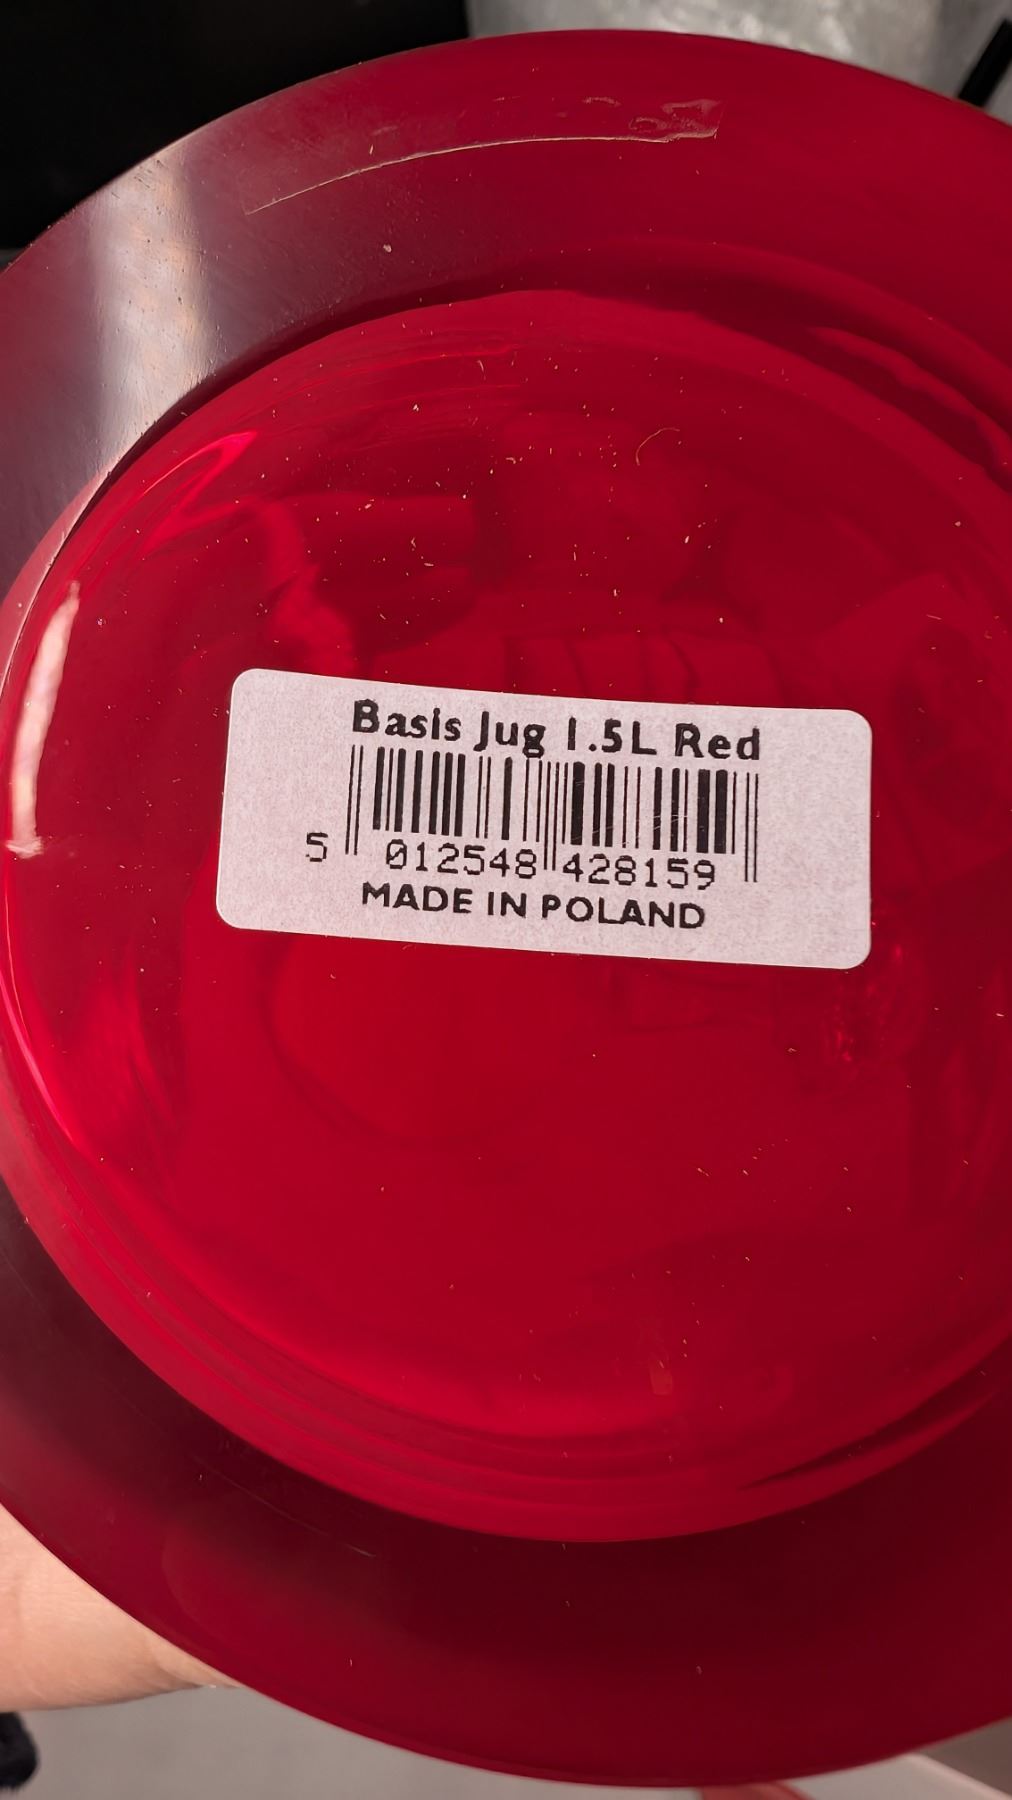 Basis Jug 1.5L Red
5 012548 428159
MADE IN POLAND